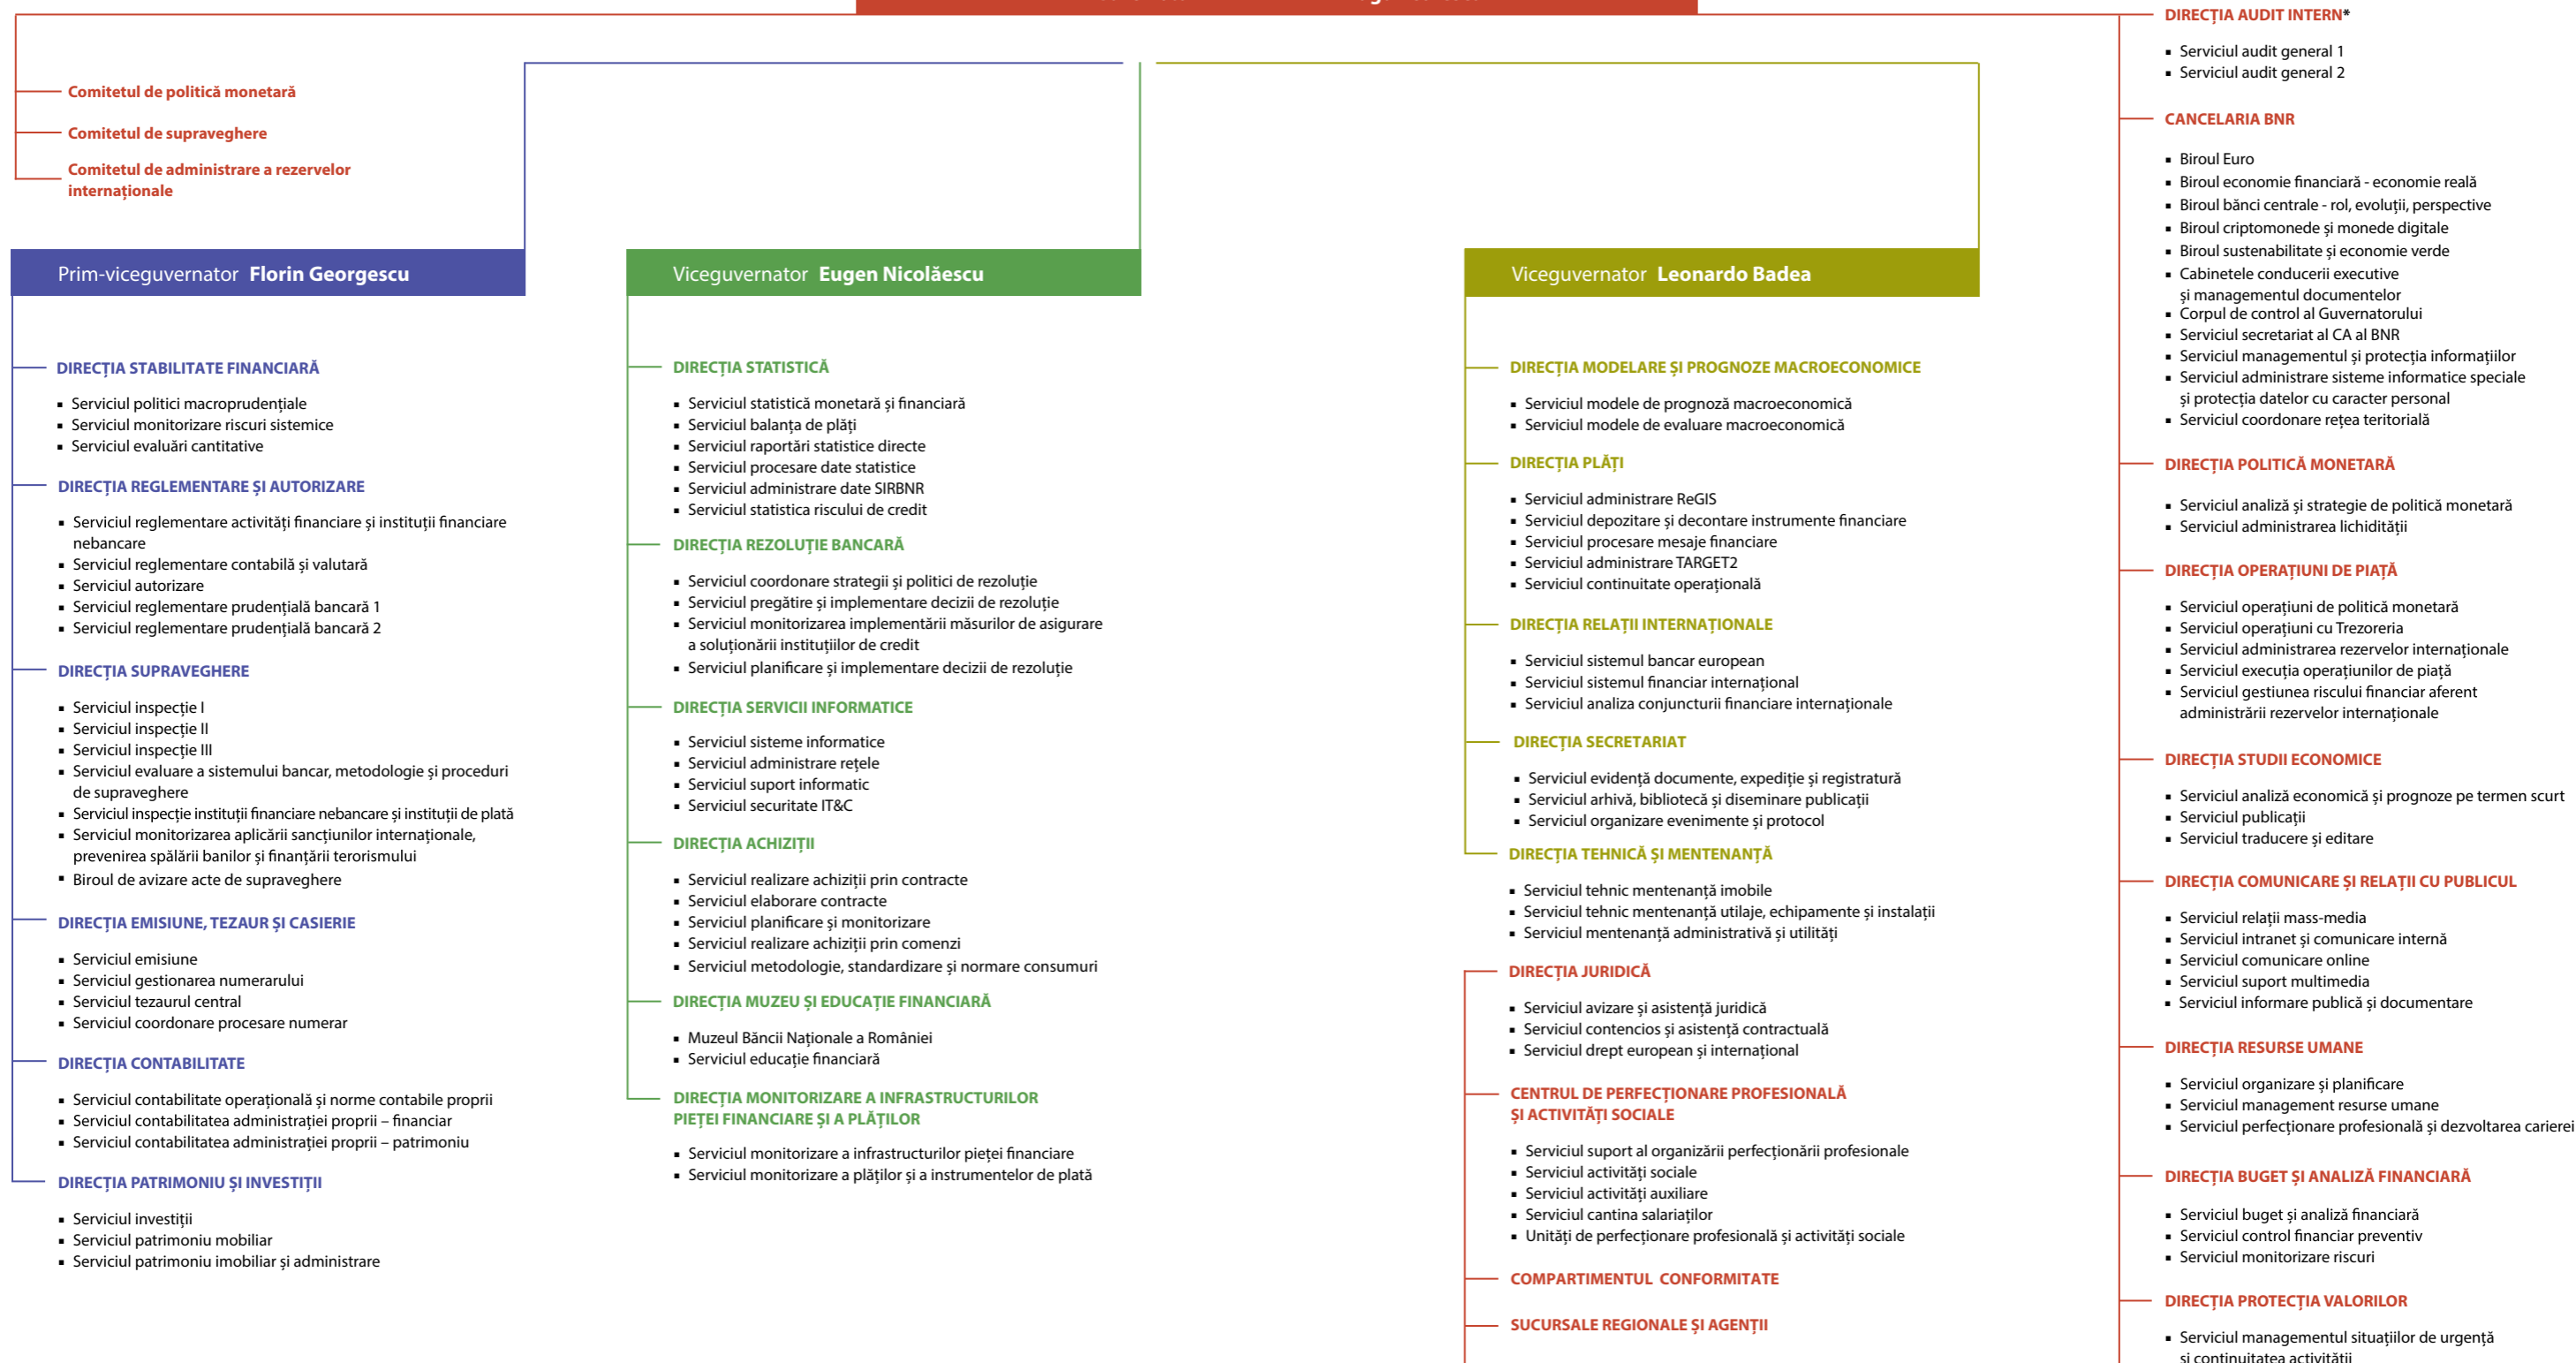 DIRECȚIA AUDIT INTERN*
▪ Serviciul audit general 1
▪ Serviciul audit general 2
Comitetul de politică monetară
Comitetul de supraveghere
Comitetul de administrare a rezervelor
internaționale
Prim-viceguvernator Florin Georgescu
DIRECȚIA STABILITATE FINANCIARĂ
▪ Serviciul politici macroprudențiale
▪ Serviciul monitorizare riscuri sistemice
▪ Serviciul evaluări cantitative
DIRECȚIA REGLEMENTARE ȘI AUTORIZARE
▪ Serviciul reglementare activități financiare și instituții financiare
nebancare
▪ Serviciul reglementare contabilă și valutară
▪ Serviciul autorizare
▪ Serviciul reglementare prudențială bancară 1
▪ Serviciul reglementare prudențială bancară 2
DIRECȚIA SUPRAVEGHERE
▪ Serviciul inspecție I
▪ Serviciul inspecție II
▪ Serviciul inspecție III
▪ Serviciul evaluare a sistemului bancar, metodologie și proceduri
de supraveghere
▪ Serviciul inspecție instituții financiare nebancare și instituții de plată
▪ Serviciul monitorizarea aplicării sancțiunilor internaționale,
prevenirea spălării banilor și finanțării terorismului
▪ Biroul de avizare acte de supraveghere
DIRECȚIA EMISIUNE, TEZAUR ȘI CASIERIE
▪ Serviciul emisiune
▪ Serviciul gestionarea numerarului
▪ Serviciul tezaurul central
▪ Serviciul coordonare procesare numerar
DIRECȚIA CONTABILITATE
▪ Serviciul contabilitate operațională și norme contabile proprii
▪ Serviciul contabilitatea administrației proprii – financiar
▪ Serviciul contabilitatea administrației proprii – patrimoniu
DIRECȚIA PATRIMONIU ȘI INVESTIȚII
▪ Serviciul investiții
▪ Serviciul patrimoniu mobiliar
▪ Serviciul patrimoniu imobiliar și administrare
Viceguvernator Eugen Nicolăescu
DIRECȚIA STATISTICĂ
▪ Serviciul statistică monetară și financiară
▪ Serviciul balanța de plăți
▪ Serviciul raportări statistice directe
▪ Serviciul procesare date statistice
▪ Serviciul administrare date SIRBNR
▪ Serviciul statistica riscului de credit
DIRECȚIA REZOLUȚIE BANCARĂ
▪ Serviciul coordonare strategii și politici de rezoluție
▪ Serviciul pregătire și implementare decizii de rezoluție
▪ Serviciul monitorizarea implementării măsurilor de asigurare
a soluționării instituțiilor de credit
▪ Serviciul planificare și implementare decizii de rezoluție
DIRECȚIA SERVICII INFORMATICE
▪ Serviciul sisteme informatice
▪ Serviciul administrare rețele
▪ Serviciul suport informatic
▪ Serviciul securitate IT&C
DIRECȚIA ACHIZIȚII
▪ Serviciul realizare achiziții prin contracte
▪ Serviciul elaborare contracte
▪ Serviciul planificare și monitorizare
▪ Serviciul realizare achiziții prin comenzi
▪ Serviciul metodologie, standardizare și normare consumuri
DIRECȚIA MUZEU ȘI EDUCAȚIE FINANCIARĂ
▪ Muzeul Băncii Naționale a României
▪ Serviciul educație financiară
DIRECȚIA MONITORIZARE A INFRASTRUCTURILOR
PIEȚEI FINANCIARE ȘI A PLĂȚILOR
▪ Serviciul monitorizare a infrastructurilor pieței financiare
▪ Serviciul monitorizare a plăților și a instrumentelor de plată
Viceguvernator Leonardo Badea
DIRECȚIA MODELARE ȘI PROGNOZE MACROECONOMICE
▪ Serviciul modele de prognoză macroeconomică
▪ Serviciul modele de evaluare macroeconomică
DIRECȚIA PLĂȚI
▪ Serviciul administrare ReGIS
▪ Serviciul depozitare și decontare instrumente financiare
▪ Serviciul procesare mesaje financiare
▪ Serviciul administrare TARGET2
▪ Serviciul continuitate operațională
DIRECȚIA RELAȚII INTERNAȚIONALE
▪ Serviciul sistemul bancar european
▪ Serviciul sistemul financiar internațional
▪ Serviciul analiza conjuncturii financiare internaționale
DIRECȚIA SECRETARIAT
▪ Serviciul evidență documente, expediție și registratură
▪ Serviciul arhivă, bibliotecă și diseminare publicații
▪ Serviciul organizare evenimente și protocol
DIRECȚIA TEHNICĂ ȘI MENTENANȚĂ
▪ Serviciul tehnic mentenanță imobile
▪ Serviciul tehnic mentenanță utilaje, echipamente și instalații
▪ Serviciul mentenanță administrativă și utilități
DIRECȚIA JURIDICĂ
▪ Serviciul avizare și asistență juridică
▪ Serviciul contencios și asistență contractuală
▪ Serviciul drept european și internațional
CENTRUL DE PERFECȚIONARE PROFESIONALĂ
ȘI ACTIVITĂȚI SOCIALE
▪ Serviciul suport al organizării perfecționării profesionale
▪ Serviciul activități sociale
▪ Serviciul activități auxiliare
▪ Serviciul cantina salariaților
▪ Unități de perfecționare profesională și activități sociale
COMPARTIMENTUL CONFORMITATE
SUCURSALE REGIONALE ȘI AGENȚII
CANCELARIA BNR
▪ Biroul Euro
▪ Biroul economie financiară - economie reală
▪ Biroul bănci centrale - rol, evoluții, perspective
▪ Biroul criptomonede și monede digitale
▪ Biroul sustenabilitate și economie verde
▪ Cabinetele conducerii executive
și managementul documentelor
▪ Corpul de control al Guvernatorului
▪ Serviciul secretariat al CA al BNR
▪ Serviciul managementul și protecția informațiilor
▪ Serviciul administrare sisteme informatice speciale
și protecția datelor cu caracter personal
▪ Serviciul coordonare rețea teritorială
DIRECȚIA POLITICĂ MONETARĂ
▪ Serviciul analiză și strategie de politică monetară
▪ Serviciul administrarea lichidității
DIRECȚIA OPERAȚIUNI DE PIAȚĂ
▪ Serviciul operațiuni de politică monetară
▪ Serviciul operațiuni cu Trezoreria
▪ Serviciul administrarea rezervelor internaționale
▪ Serviciul execuția operațiunilor de piață
▪ Serviciul gestiunea riscului financiar aferent
administrării rezervelor internaționale
DIRECȚIA STUDII ECONOMICE
▪ Serviciul analiză economică și prognoze pe termen scurt
▪ Serviciul publicații
▪ Serviciul traducere și editare
DIRECȚIA COMUNICARE ȘI RELAȚII CU PUBLICUL
▪ Serviciul relații mass-media
▪ Serviciul intranet și comunicare internă
▪ Serviciul comunicare online
▪ Serviciul suport multimedia
▪ Serviciul informare publică și documentare
DIRECȚIA RESURSE UMANE
▪ Serviciul organizare și planificare
▪ Serviciul management resurse umane
▪ Serviciul perfecționare profesională și dezvoltarea carierei
DIRECȚIA BUGET ȘI ANALIZĂ FINANCIARĂ
▪ Serviciul buget și analiză financiară
▪ Serviciul control financiar preventiv
▪ Serviciul monitorizare riscuri
DIRECȚIA PROTECȚIA VALORILOR
▪ Serviciul managementul situațiilor de urgență
și continuitatea activității